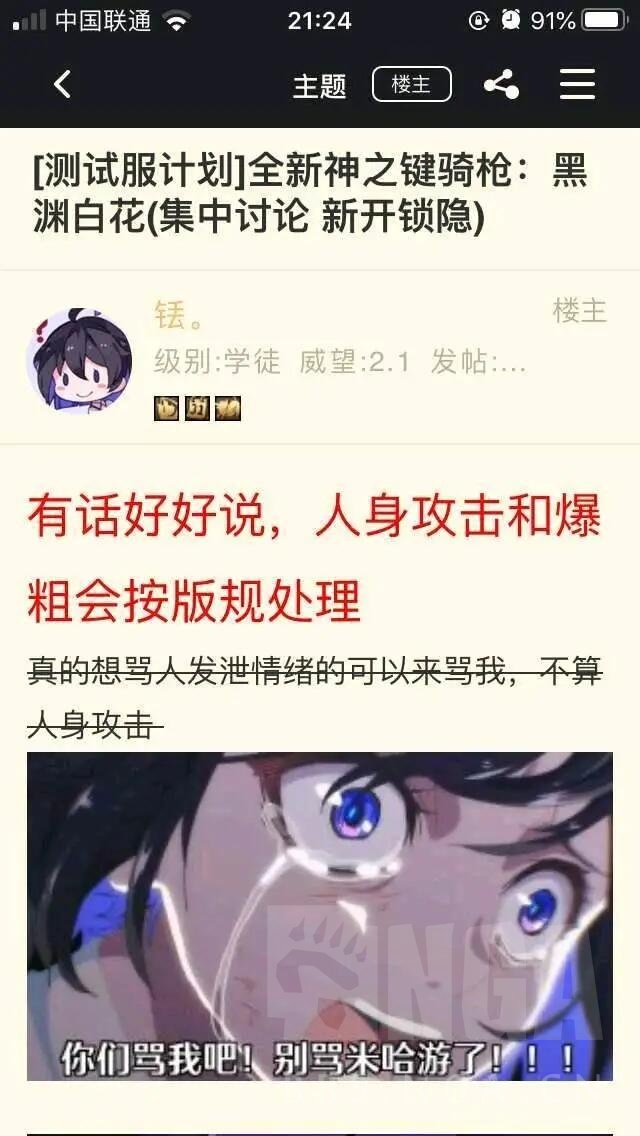 中国联通
21:24
91%
主题
楼主
[测试服计划]全新神之键骑枪：黑
渊白花(集中讨论 新开锁隐)
铥。
楼主
级别:学徒 威望:2.1 发帖:...
有话好好说，人身攻击和爆
粗会按版规处理
真的想骂人发泄情绪的可以来骂我，不算
人身攻击
NGA
你们骂我吧！别骂米哈游了！！！